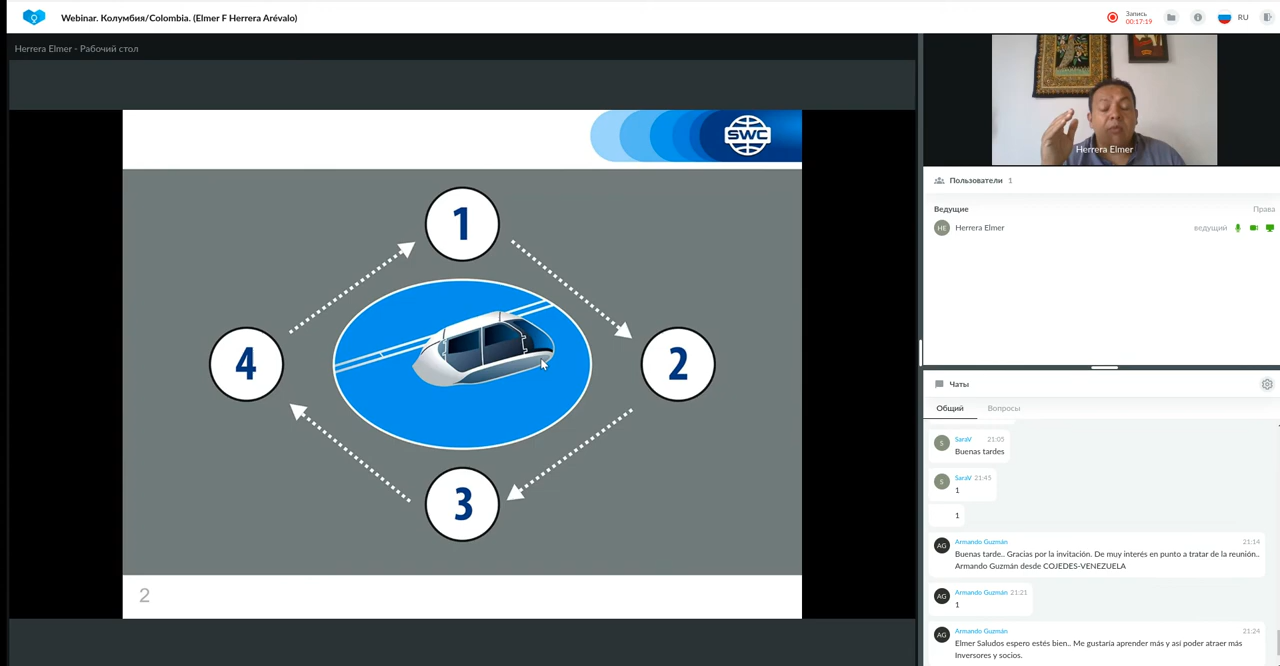 Webinar. Колумбия/Colombia. (Elmer F Herrera Arévalo)
Запись
00:17:19
RU
Herrera Elmer - Рабочий стол
SWC
1
2
3
4
2
Herrera Elmer
Пользователи 1
Ведущие
Права
HE
Herrera Elmer
ведущий
Чаты
Общий
Вопросы
S
SaraV 21:05
Buenas tardes
S
SaraV 21:45
1
1
AG
Armando Guzmán 21:14
Buenas tarde.. Gracias por la invitación. De muy interés en punto a tratar de la reunión..
Armando Guzmán desde COJEDES-VENEZUELA
AG
Armando Guzmán 21:21
1
AG
Armando Guzmán 21:24
Elmer Saludos espero estés bien.. Me gustaría aprender más y así poder atraer más
Inversores y socios.